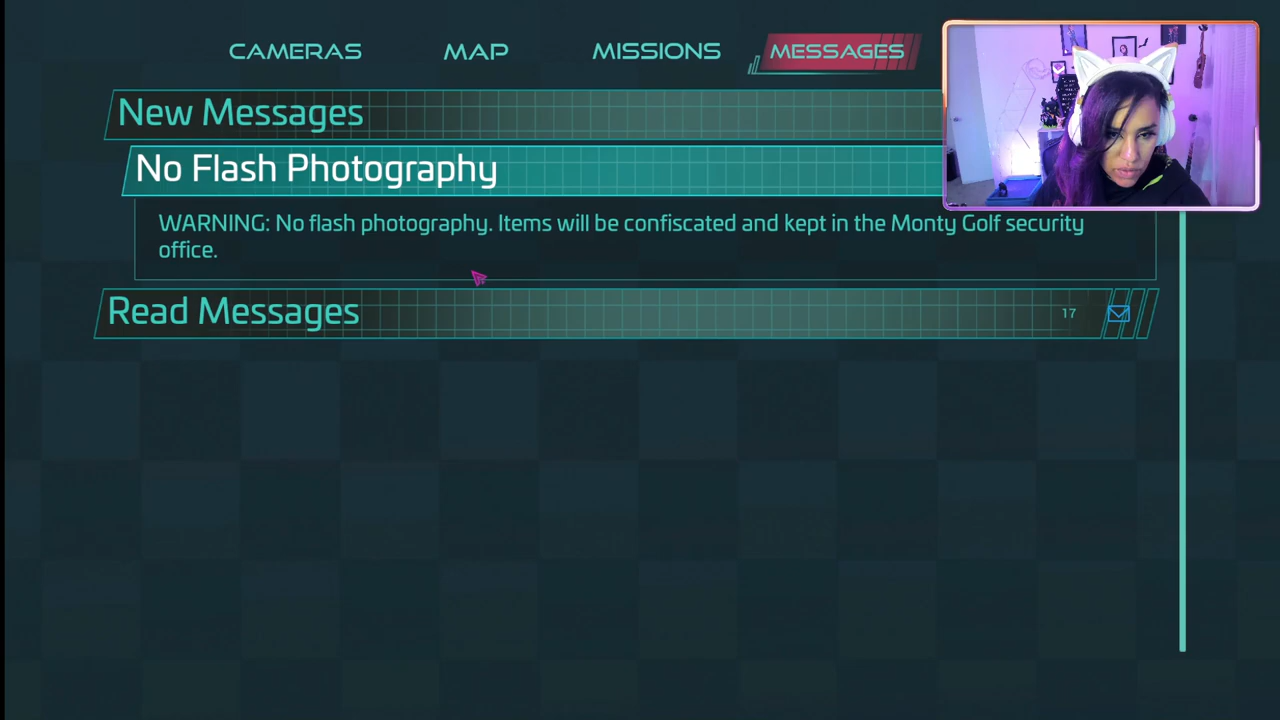 CAMERAS MAP MISSIONS MESSAGES
New Messages
No Flash Photography
WARNING: No flash photography. Items will be confiscated and kept in the Monty Golf security
office.
Read Messages 17